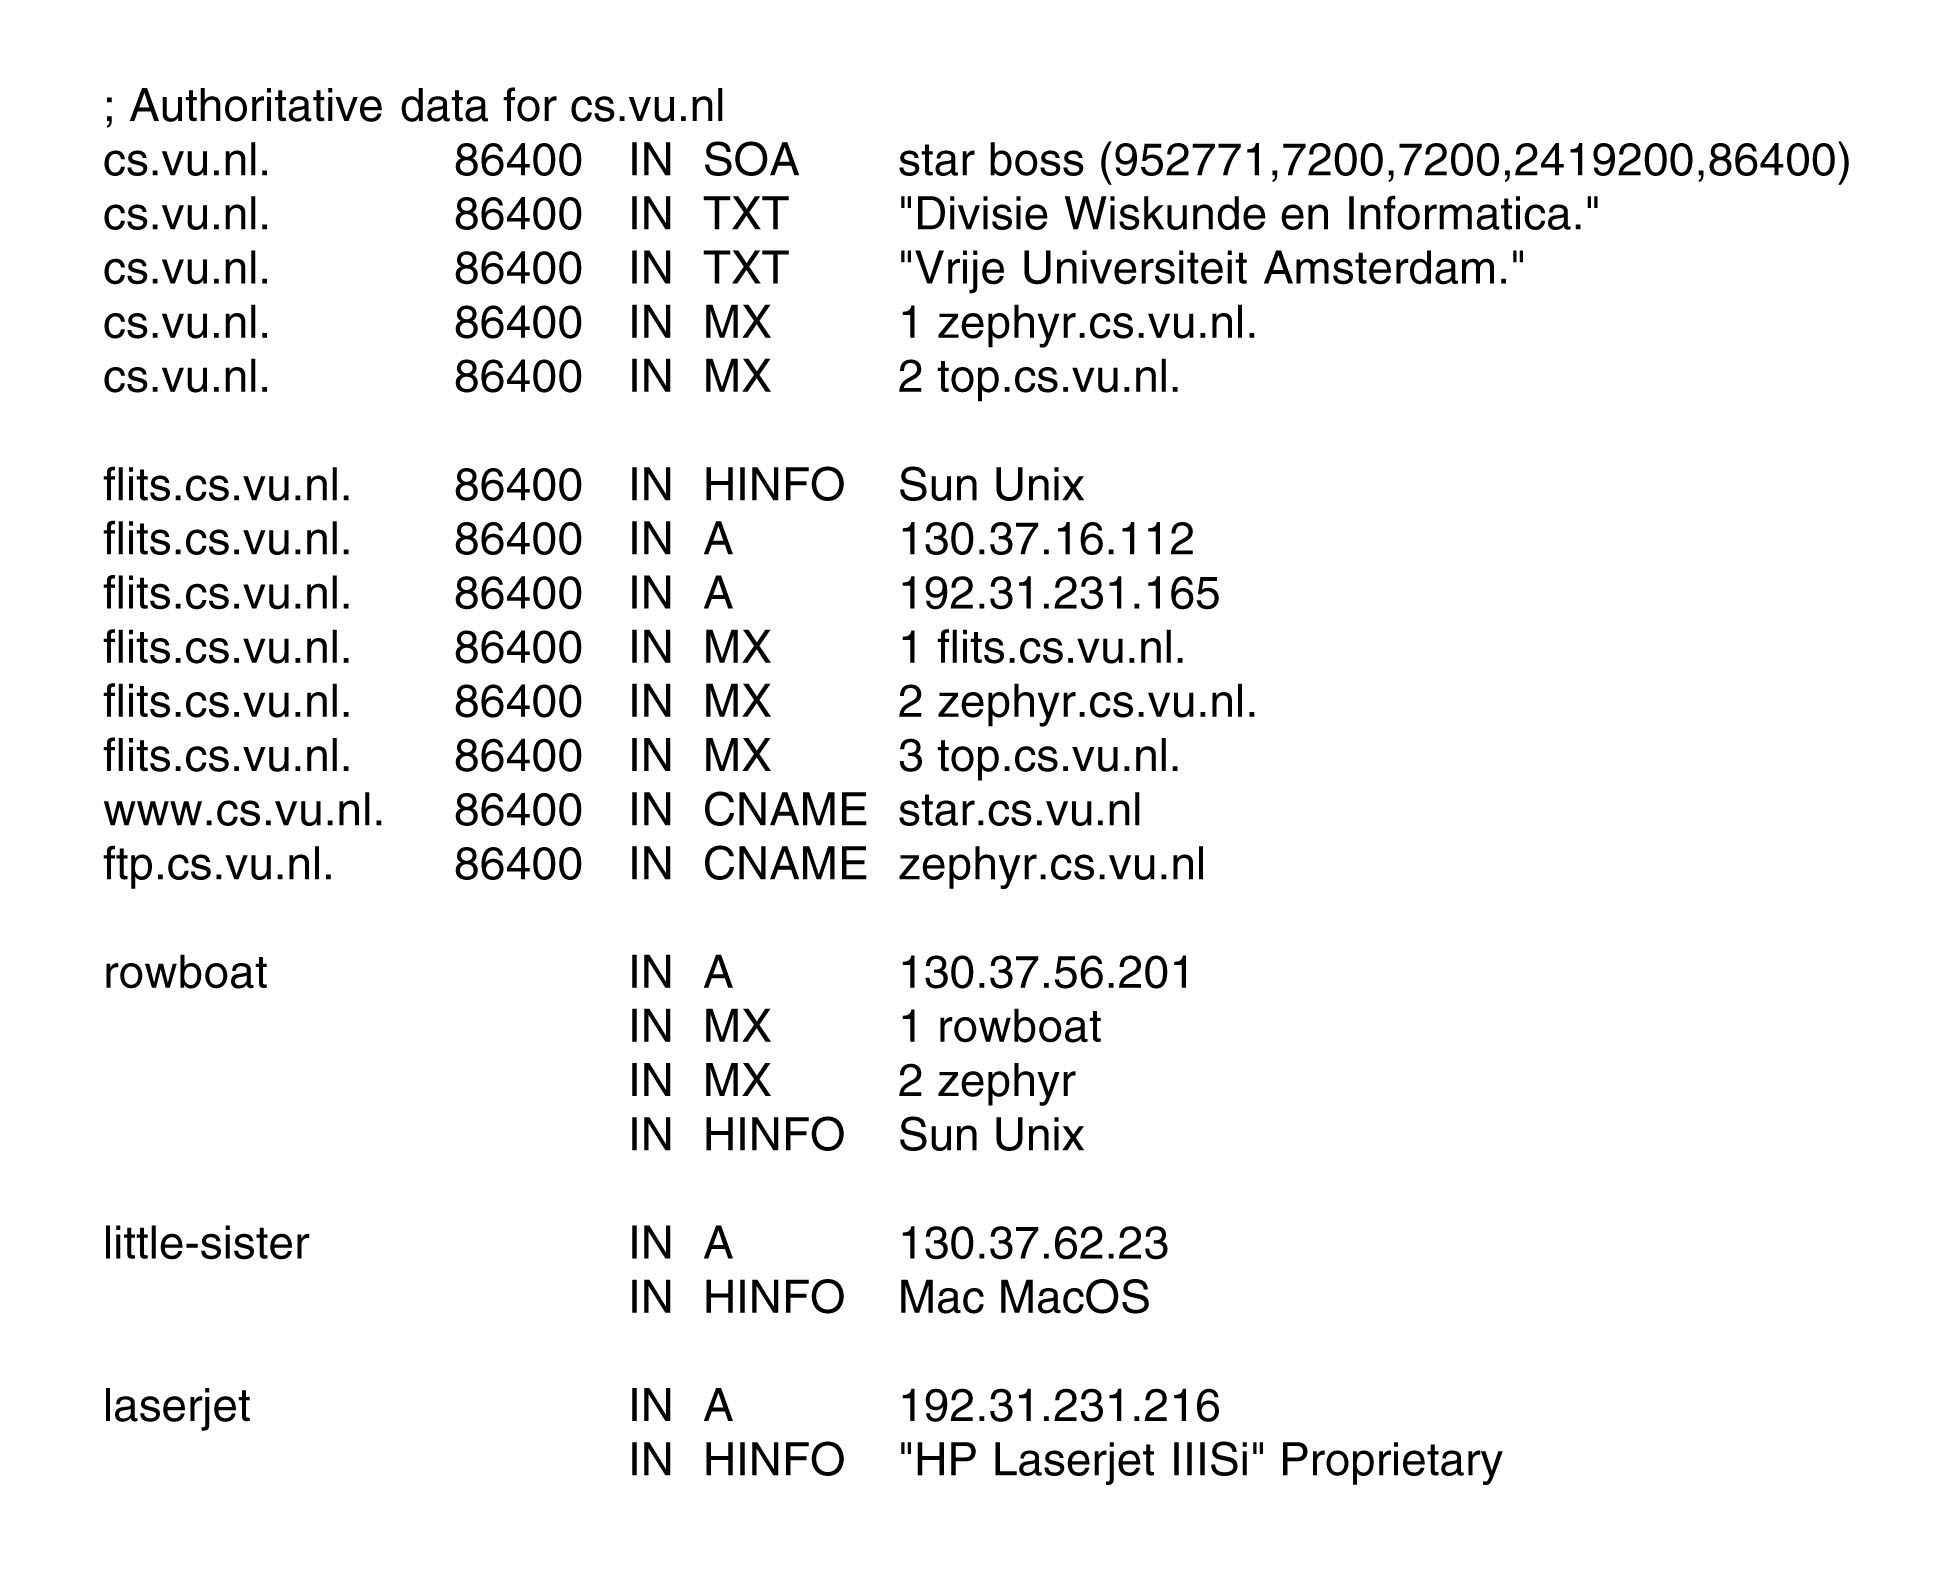 ; Authoritative data for cs.vu.nl
cs.vu.nl. 86400 IN SOA star boss (952771,7200,7200,2419200,86400)
cs.vu.nl. 86400 IN TXT "Divisie Wiskunde en Informatica."
cs.vu.nl. 86400 IN TXT "Vrije Universiteit Amsterdam."
cs.vu.nl. 86400 IN MX 1 zephyr.cs.vu.nl.
cs.vu.nl. 86400 IN MX 2 top.cs.vu.nl.
flits.cs.vu.nl. 86400 IN HINFO Sun Unix
flits.cs.vu.nl. 86400 IN A 130.37.16.112
flits.cs.vu.nl. 86400 IN A 192.31.231.165
flits.cs.vu.nl. 86400 IN MX 1 flits.cs.vu.nl.
flits.cs.vu.nl. 86400 IN MX 2 zephyr.cs.vu.nl.
flits.cs.vu.nl. 86400 IN MX 3 top.cs.vu.nl.
www.cs.vu.nl. 86400 IN CNAME star.cs.vu.nl
ftp.cs.vu.nl. 86400 IN CNAME zephyr.cs.vu.nl
rowboat IN A 130.37.56.201
IN MX 1 rowboat
IN MX 2 zephyr
IN HINFO Sun Unix
little-sister IN A 130.37.62.23
IN HINFO Mac MacOS
laserjet IN A 192.31.231.216
IN HINFO "HP Laserjet IIISi" Proprietary